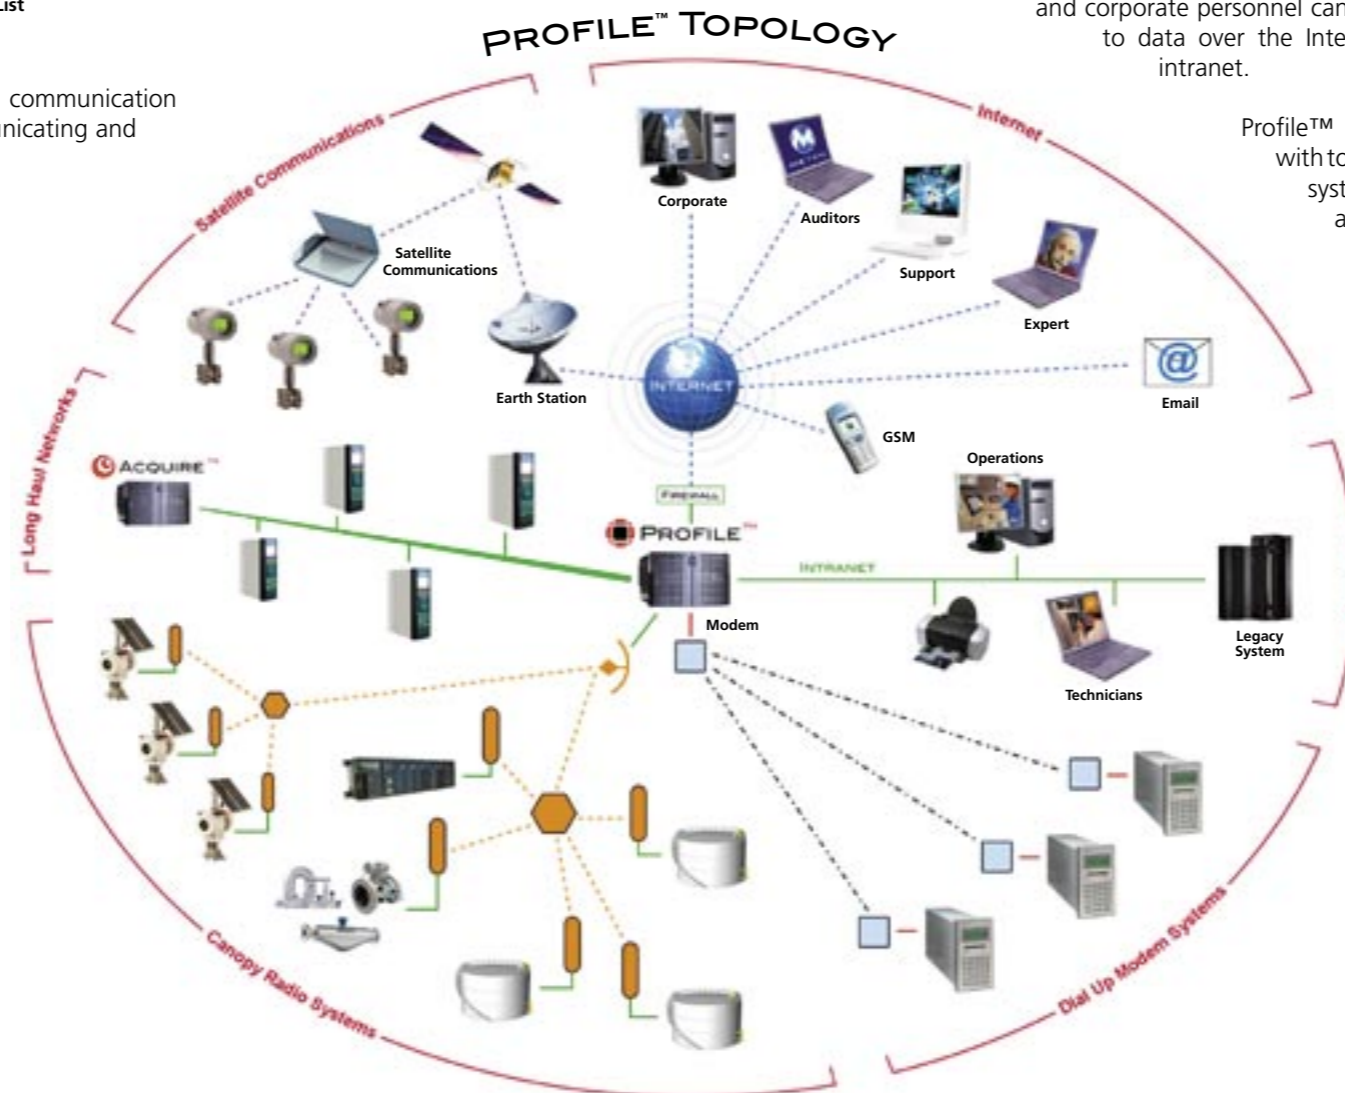 List
PROFILE™ TOPOLOGY
and corporate personnel can
to data over the Inte
intranet.
communication
nicating and
Profile™
with to
syst
a
Satellite Communications
Internet
Corporate
Auditors
Support
Expert
Email
GSM
Satellite
Communications
Earth Station
INTERNET
@
FIREWALL
Long Haul Networks
ACQUIRE™
PROFILE™
INTRANET
Operations
Modem
Technicians
Legacy
System
Canopy Radio Systems
Dial Up Modem Systems